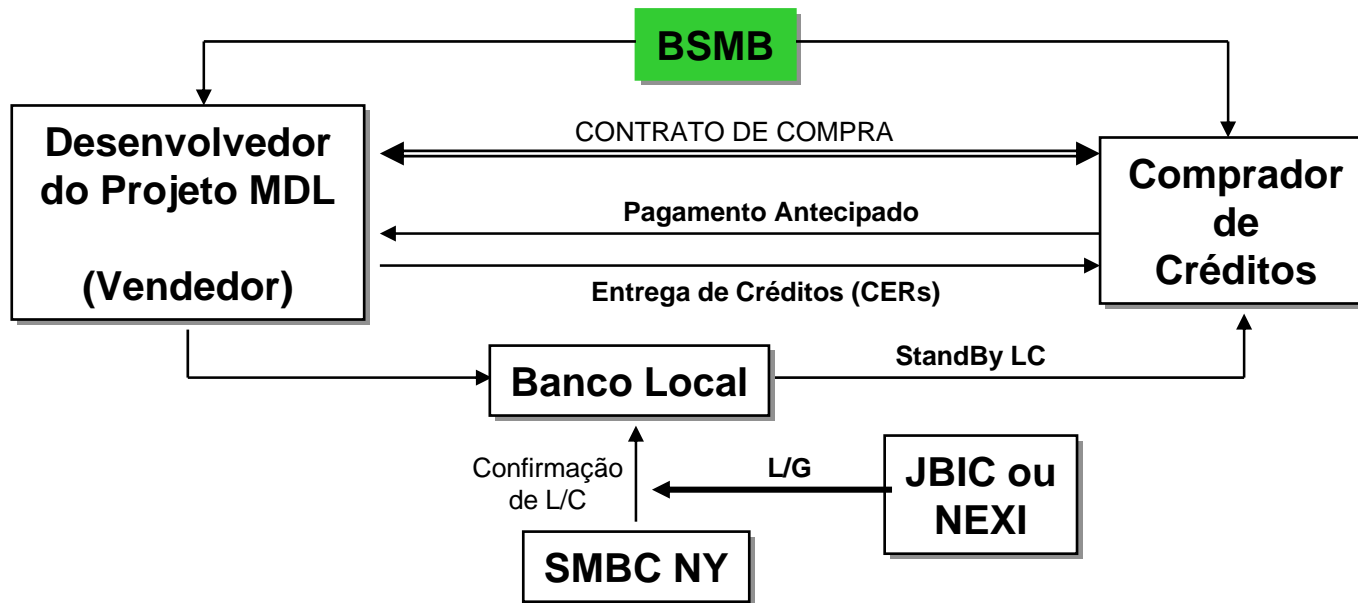 BSMB
Desenvolvedor
do Projeto MDL
(Vendedor)
CONTRATO DE COMPRA
Pagamento Antecipado
Entrega de Créditos (CERs)
Comprador
de
Créditos
Banco Local
StandBy LC
Confirmação
de L/C
L/G
JBIC ou
NEXI
SMBC NY